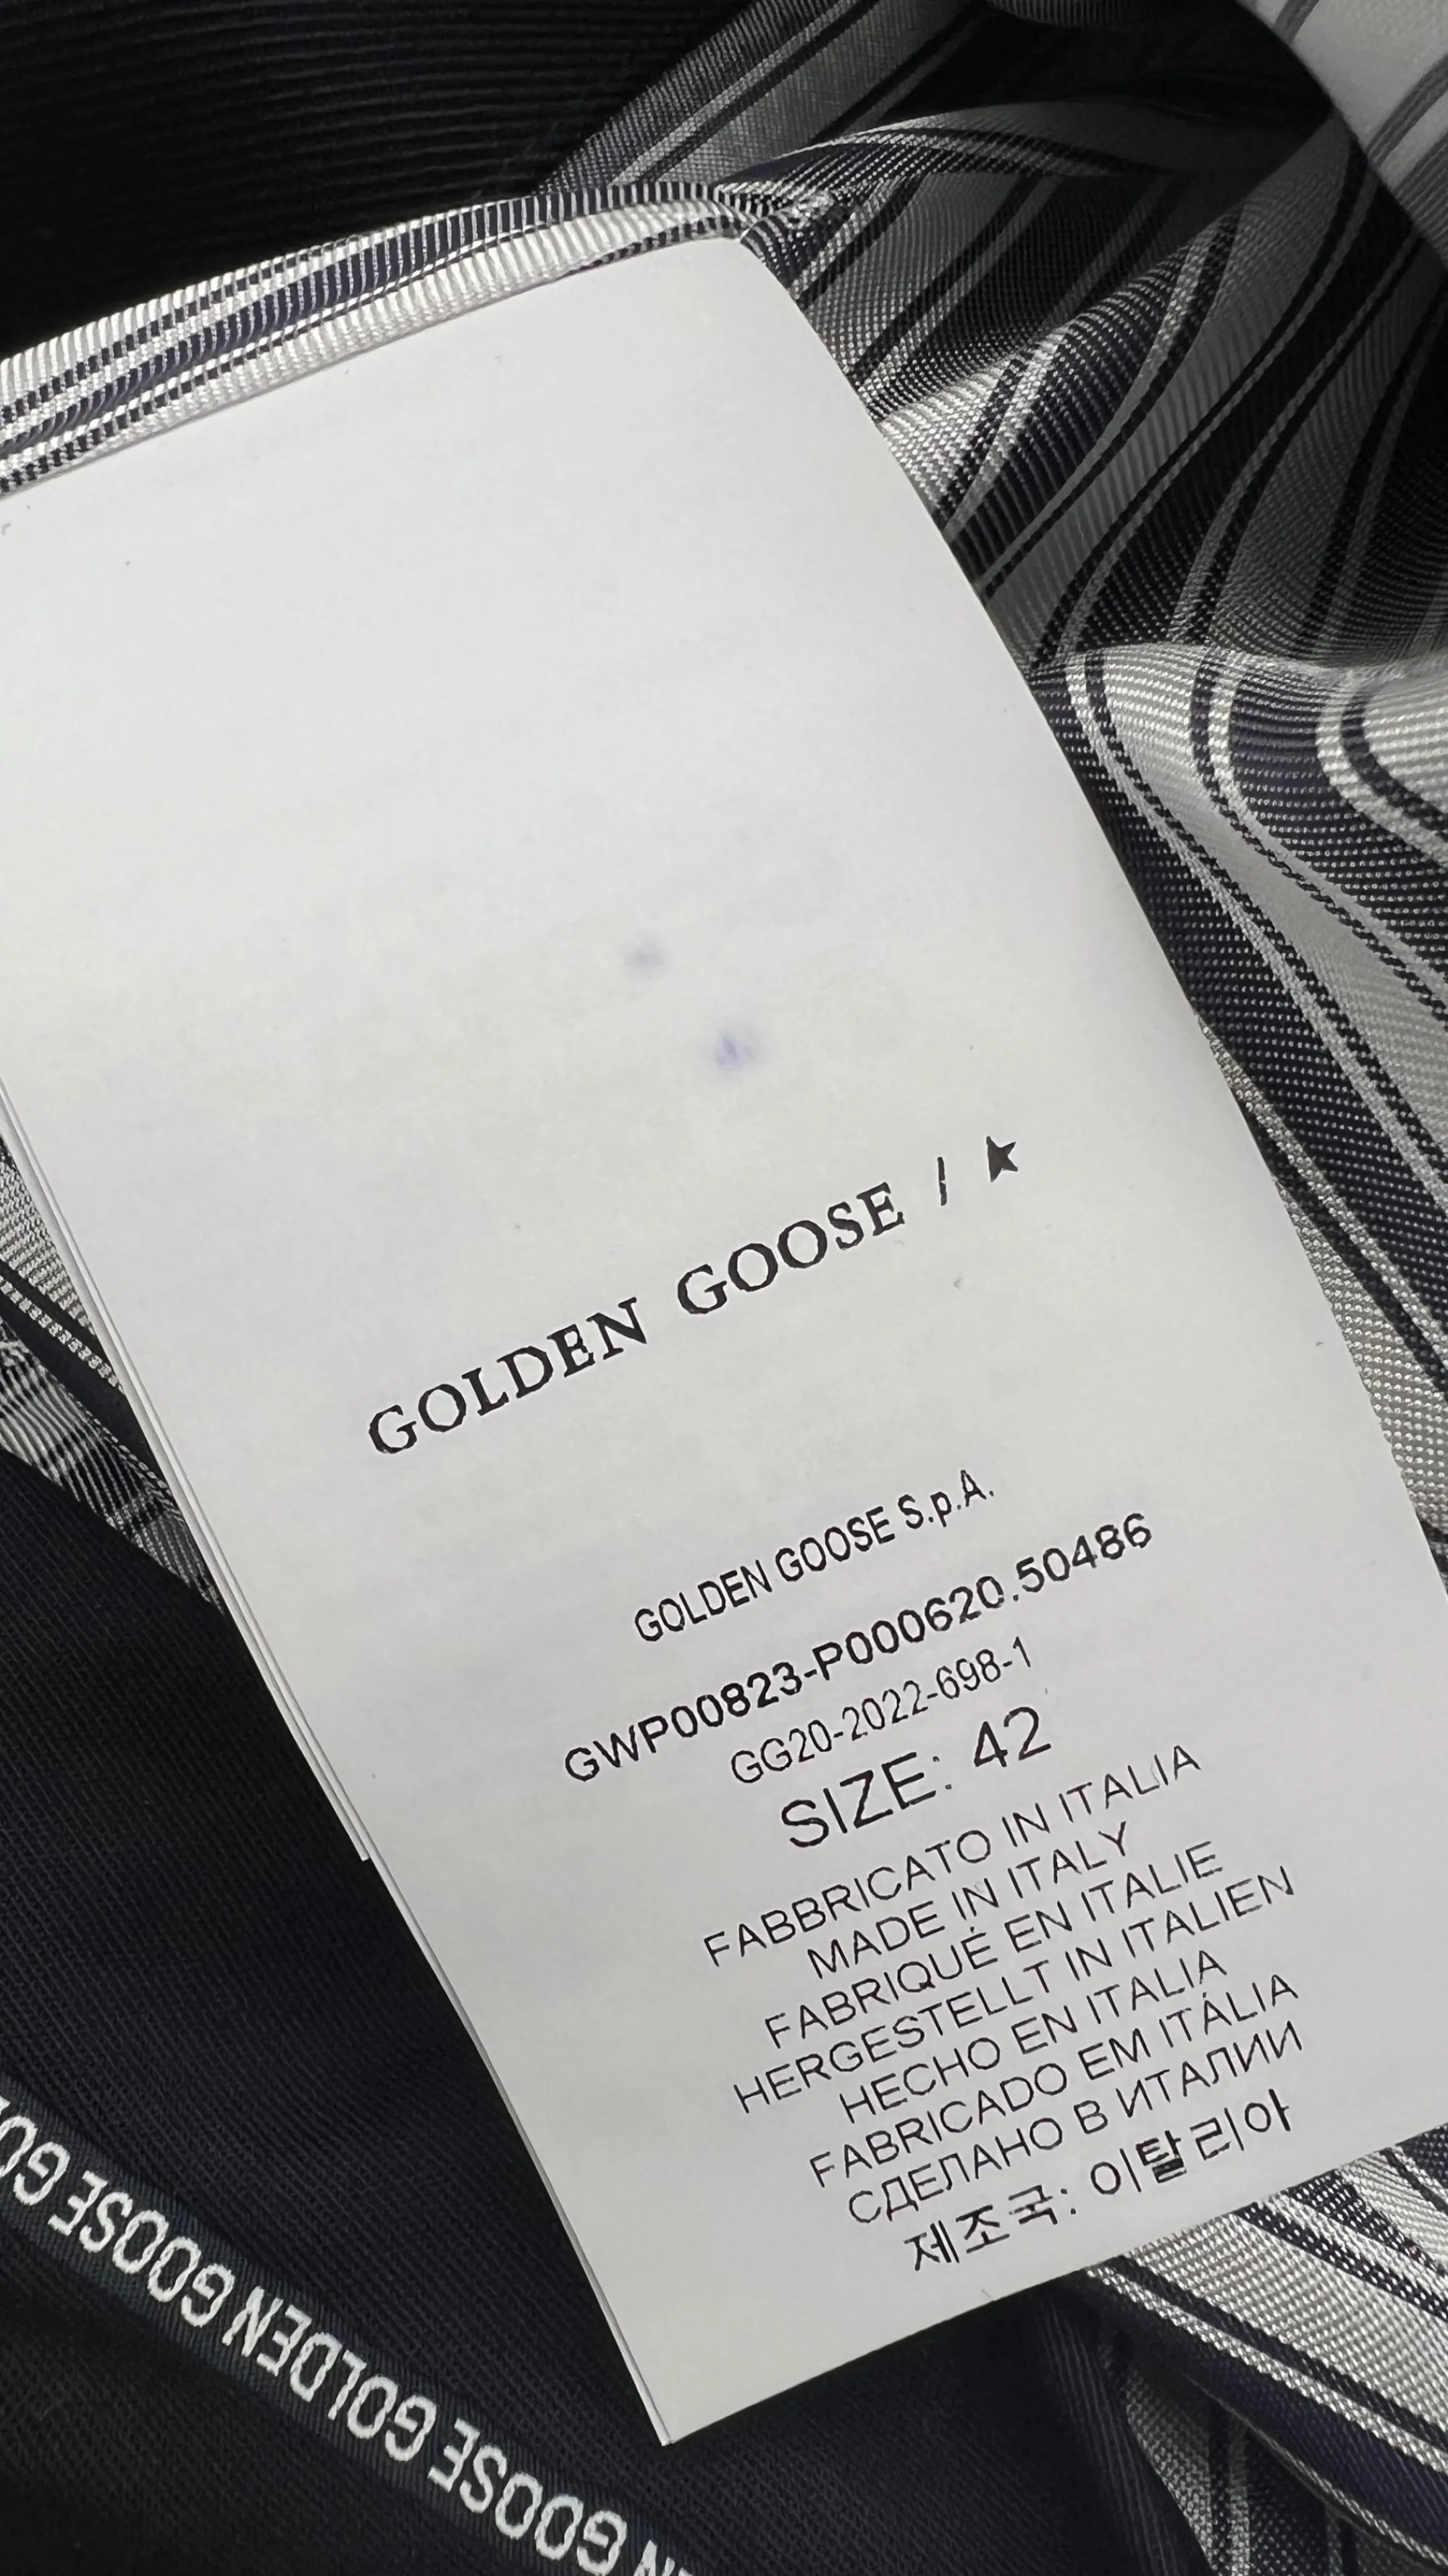 GOLDEN GOOSE / ★
GOLDEN GOOSE S.p.A.
GWP00823-P000620.50486
GG20-2022-698-1
SIZE: 42
FABBRICATO IN ITALIA
MADE IN ITALY
FABRIQUÉ EN ITALIE
HERGESTELLT IN ITALIEN
HECHO EN ITALIA
FABRICADO EM ITÁLIA
СДЕЛАНО В ИТАЛИИ
제조국: 이탈리아
GOOSE GOLDEN GOOSE GOLDEN GOOSE